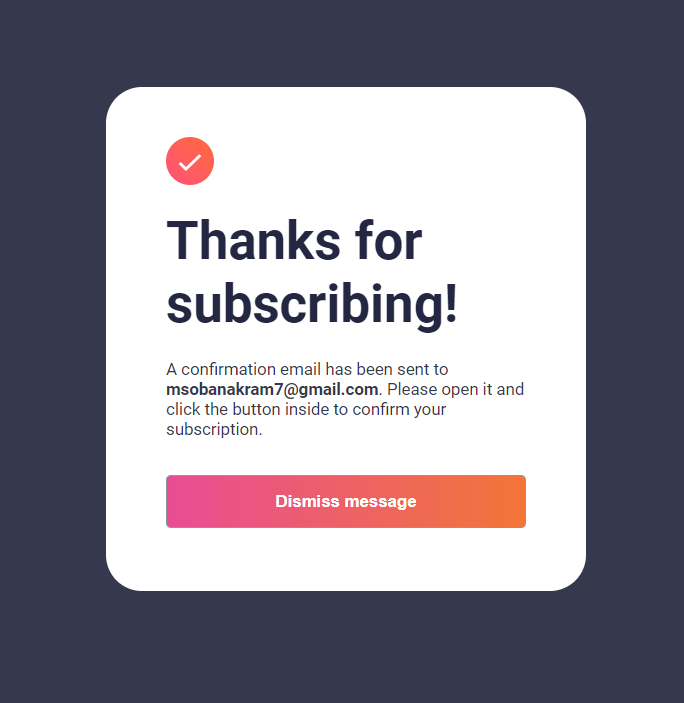 Thanks for
subscribing!
A confirmation email has been sent to
msobanakram7@gmail.com. Please open it and
click the button inside to confirm your
subscription.
Dismiss message